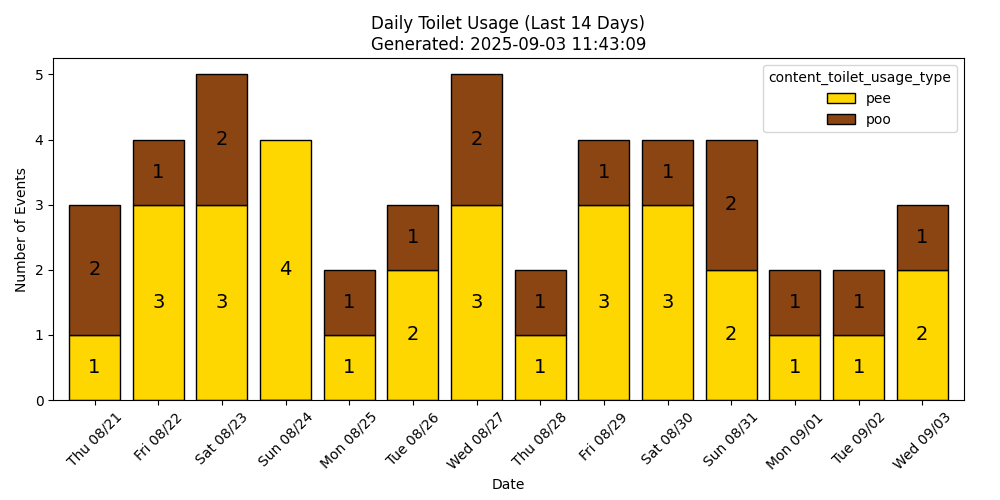 Daily Toilet Usage (Last 14 Days)
Generated: 2025-09-03 11:43:09
content_toilet_usage_type
pee
poo
Number of Events
5
4
3
2
1
0
2
1
1
3
2
3
4
1
1
1
2
2
3
1
1
1
3
1
3
2
2
1
1
1
1
1
2
Thu 08/21
Fri 08/22
Sat 08/23
Sun 08/24
Mon 08/25
Tue 08/26
Wed 08/27
Thu 08/28
Fri 08/29
Sat 08/30
Sun 08/31
Mon 09/01
Tue 09/02
Wed 09/03
Date